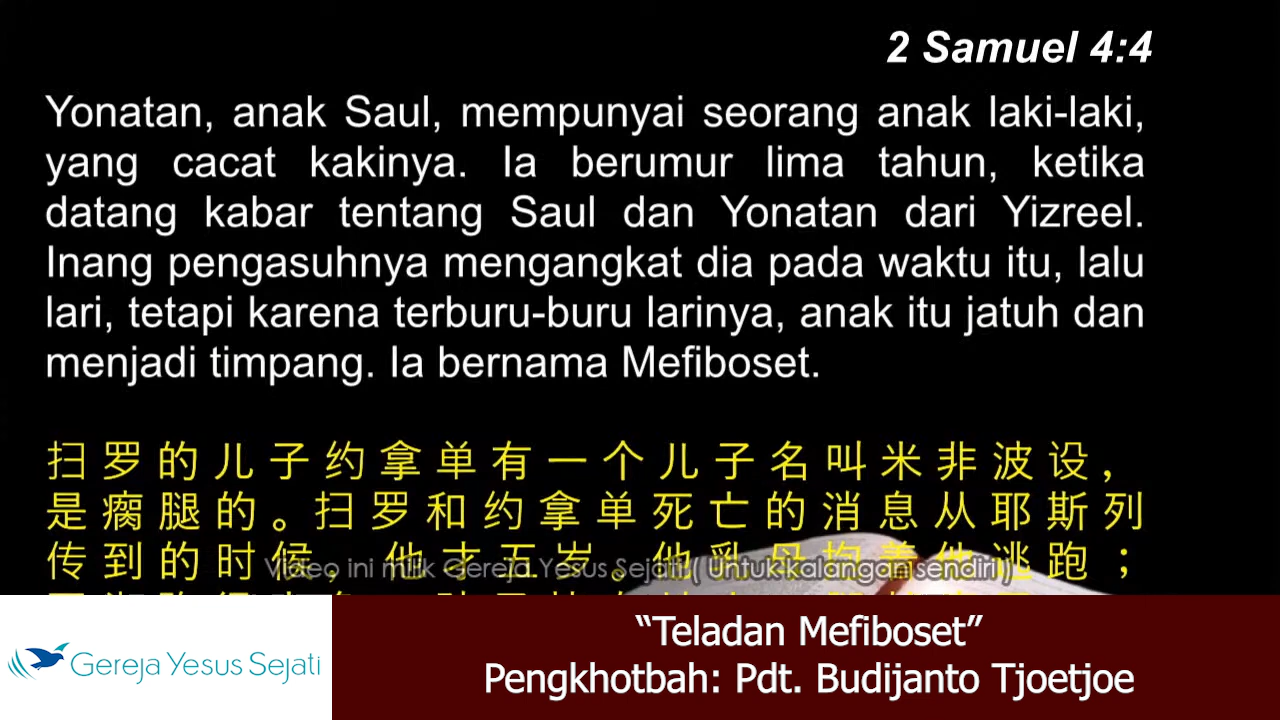 2 Samuel 4:4
Yonatan, anak Saul, mempunyai seorang anak laki-laki,
yang cacat kakinya. Ia berumur lima tahun, ketika
datang kabar tentang Saul dan Yonatan dari Yizreel.
Inang pengasuhnya mengangkat dia pada waktu itu, lalu
lari, tetapi karena terburu-buru larinya, anak itu jatuh dan
menjadi timpang. Ia bernama Mefiboset.
扫罗的儿子约拿单有一个儿子名叫米非波设，
是瘸腿的。扫罗和约拿单死亡的消息从耶斯列
传到的时候，他才五岁。他乳母抱着他逃跑；
Video ini milik Gereja Yesus Sejati ( Untuk kalangan sendiri )
Gereja Yesus Sejati
“Teladan Mefiboset”
Pengkhotbah: Pdt. Budijanto Tjoetjoe